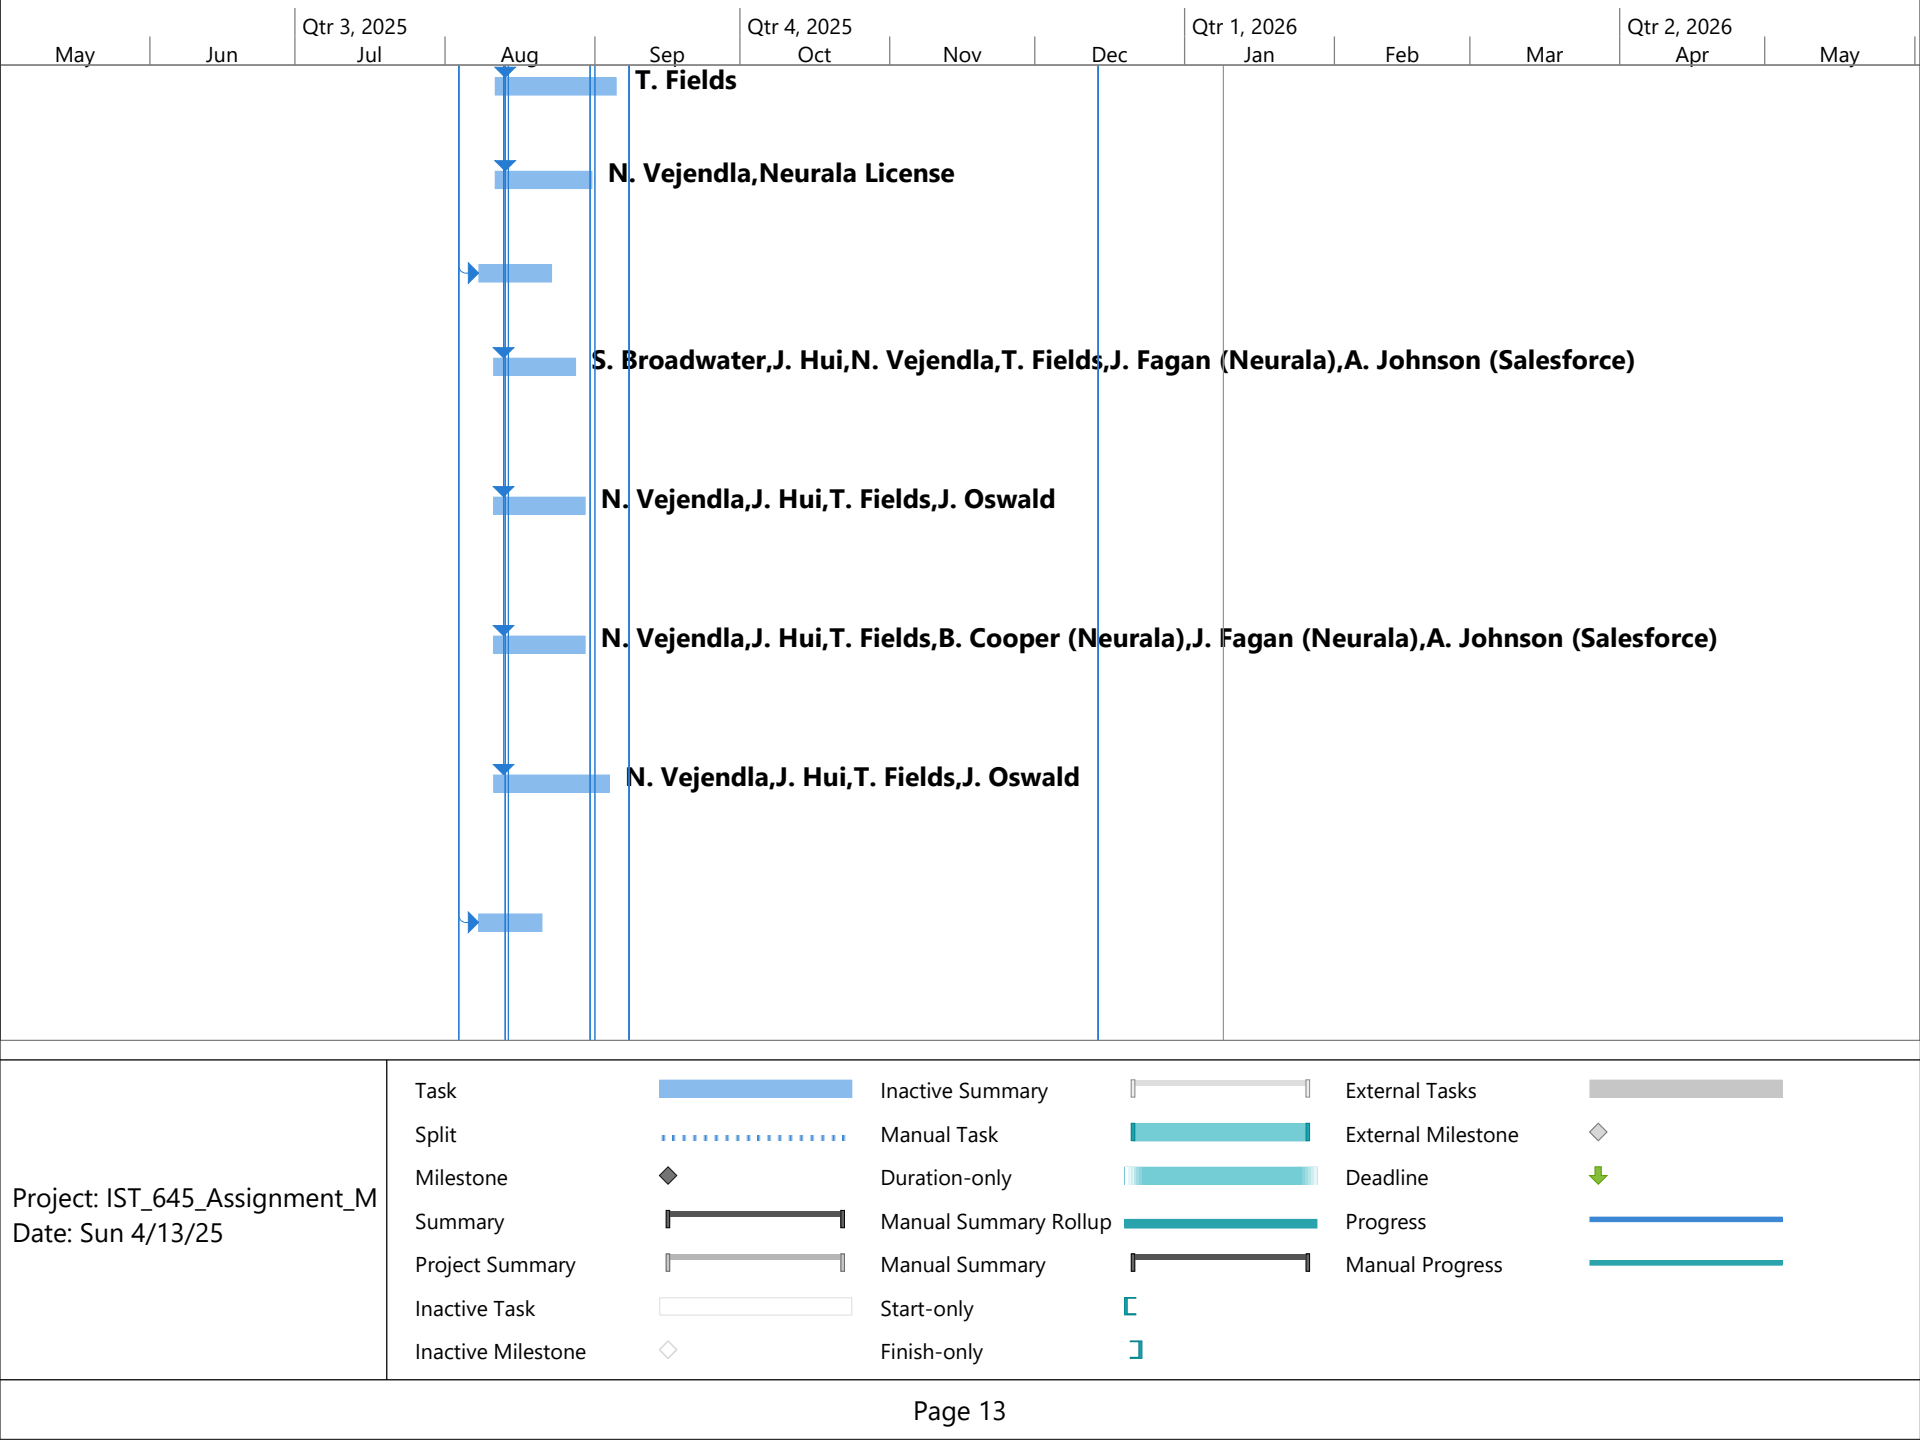 Qtr 3, 2025 Qtr 4, 2025 Qtr 1, 2026 Qtr 2, 2026
May Jun Jul Aug Sep Oct Nov Dec Jan Feb Mar Apr May
T. Fields
N. Vejendla,Neurala License
S. Broadwater,J. Hui,N. Vejendla,T. Fields,J. Fagan (Neurala),A. Johnson (Salesforce)
N. Vejendla,J. Hui,T. Fields,J. Oswald
N. Vejendla,J. Hui,T. Fields,B. Cooper (Neurala),J. Fagan (Neurala),A. Johnson (Salesforce)
N. Vejendla,J. Hui,T. Fields,J. Oswald
Project: IST_645_Assignment_M
Date: Sun 4/13/25
Task
Split
Milestone
Summary
Project Summary
Inactive Task
Inactive Milestone
Inactive Summary
Manual Task
Duration-only
Manual Summary Rollup
Manual Summary
Start-only
Finish-only
External Tasks
External Milestone
Deadline
Progress
Manual Progress
Page 13